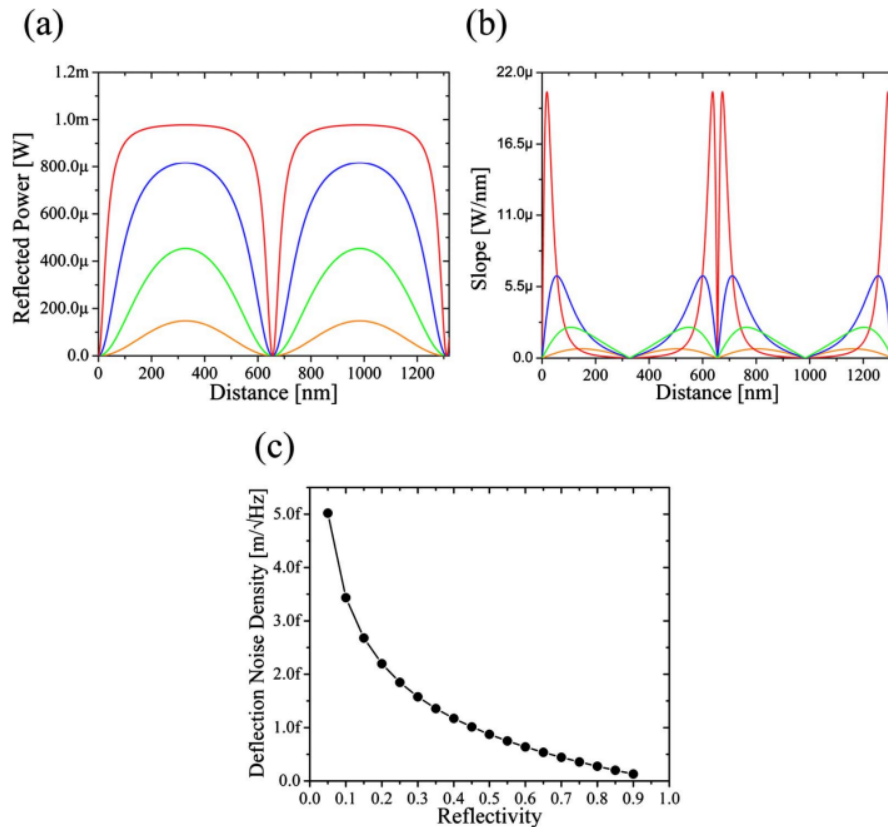 (a)
(b)
1.2m
1.0m
800.0µ
600.0µ
400.0µ
200.0µ
0.0
Reflected Power [W]
0 200 400 600 800 1000 1200
Distance [nm]
22.0µ
16.5µ
11.0µ
5.5µ
0.0
Slope [W/nm]
0 200 400 600 800 1000 1200
Distance [nm]
(c)
5.0f
4.0f
3.0f
2.0f
1.0f
0.0
Deflection Noise Density [m/√Hz]
0.0 0.1 0.2 0.3 0.4 0.5 0.6 0.7 0.8 0.9 1.0
Reflectivity